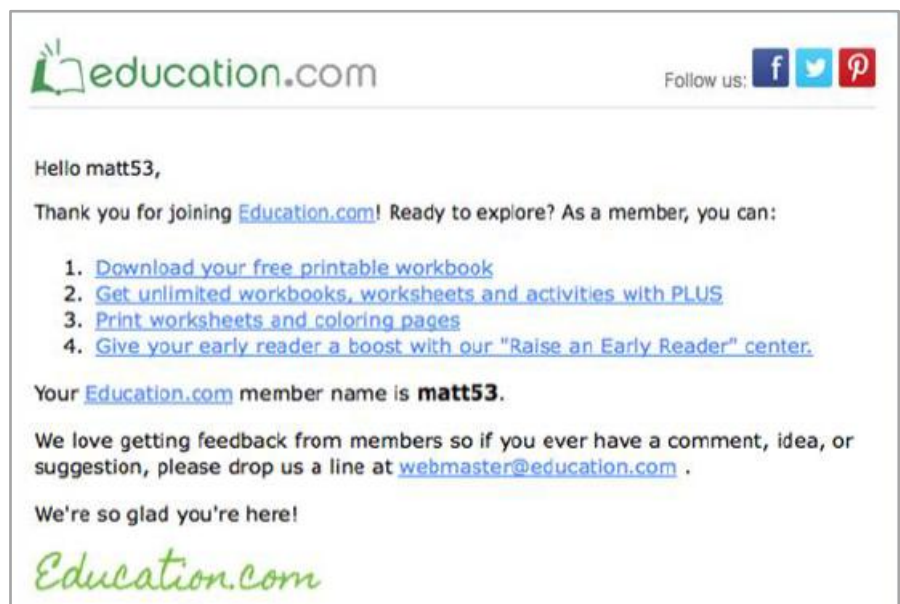 education.com
Follow us:
Hello matt53,
Thank you for joining Education.com! Ready to explore? As a member, you can:
1. Download your free printable workbook
2. Get unlimited workbooks, worksheets and activities with PLUS
3. Print worksheets and coloring pages
4. Give your early reader a boost with our "Raise an Early Reader" center.
Your Education.com member name is matt53.
We love getting feedback from members so if you ever have a comment, idea, or
suggestion, please drop us a line at webmaster@education.com .
We're so glad you're here!
Education.com